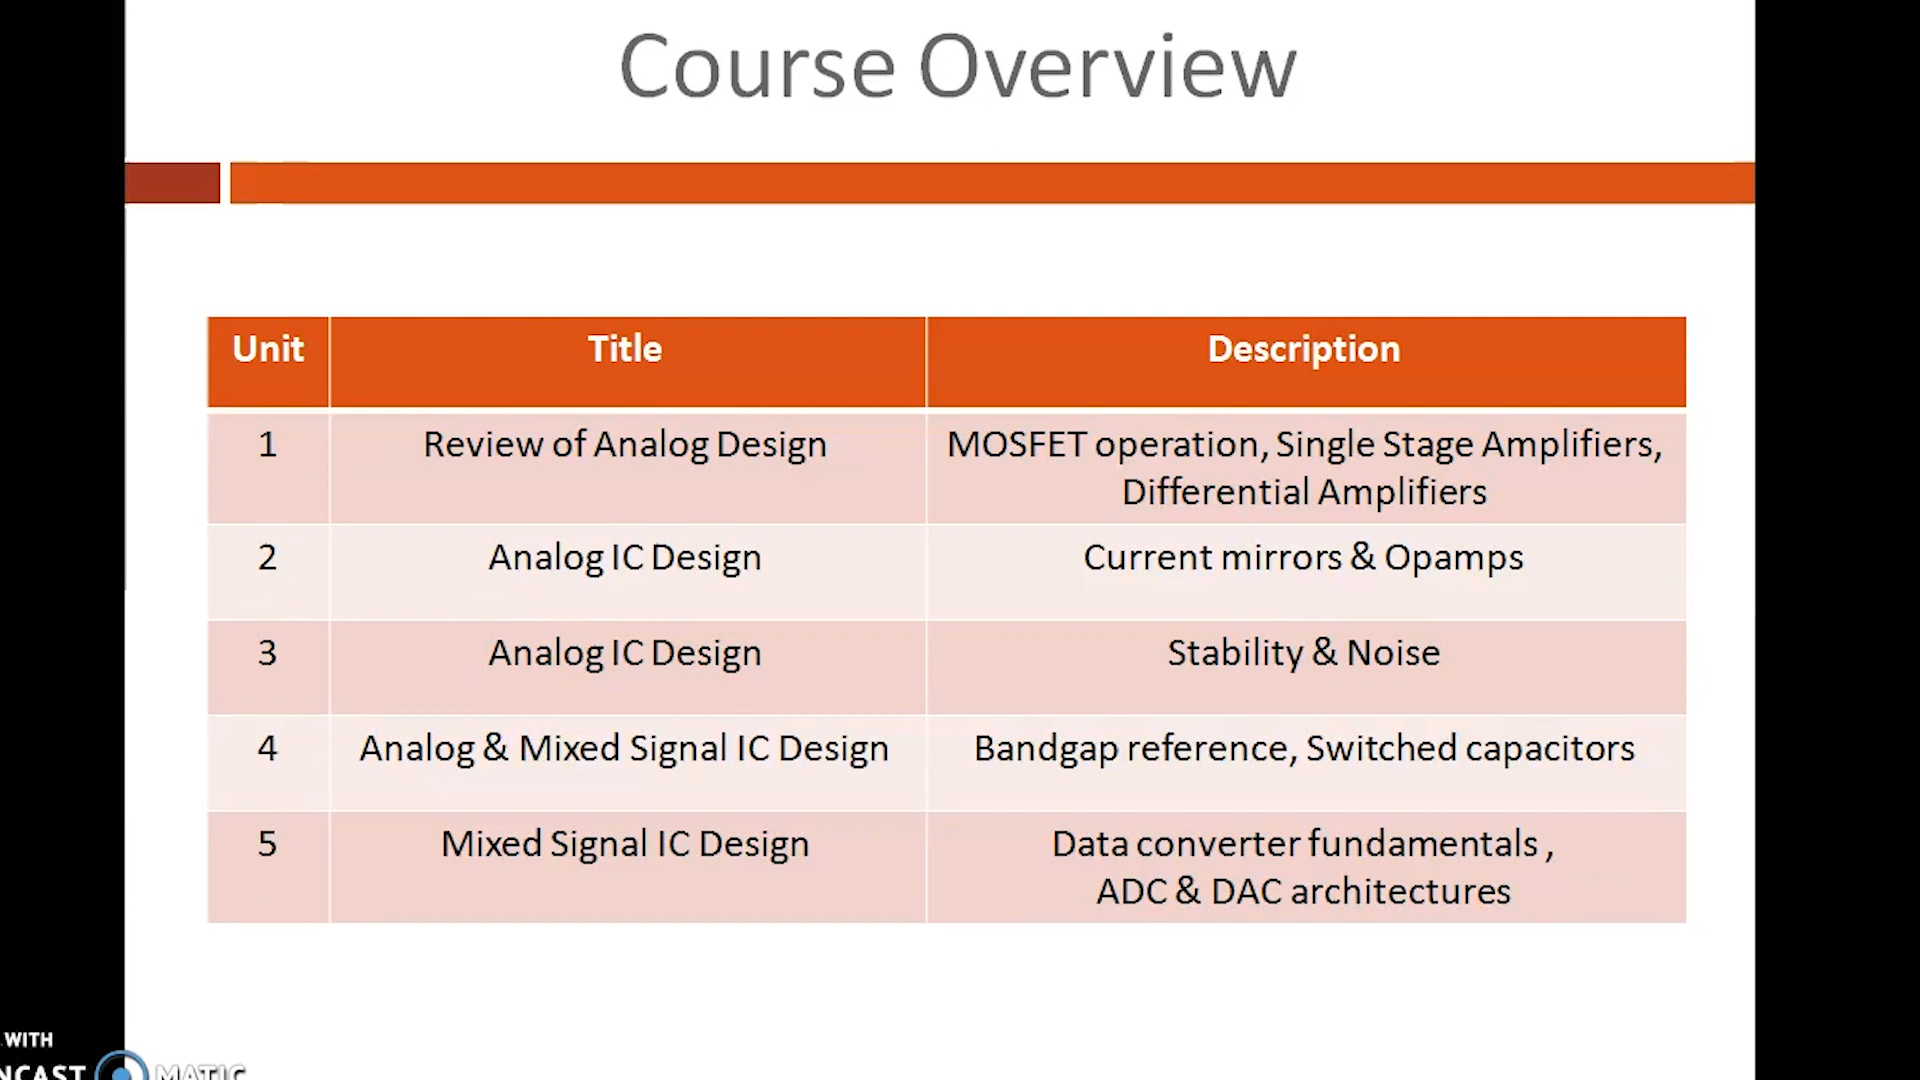 Course Overview
Unit Title Description
1 Review of Analog Design MOSFET operation, Single Stage Amplifiers,
Differential Amplifiers
2 Analog IC Design Current mirrors & Opamps
3 Analog IC Design Stability & Noise
4 Analog & Mixed Signal IC Design Bandgap reference, Switched capacitors
5 Mixed Signal IC Design Data converter fundamentals ,
ADC & DAC architectures
WITH
NCAST MATIC